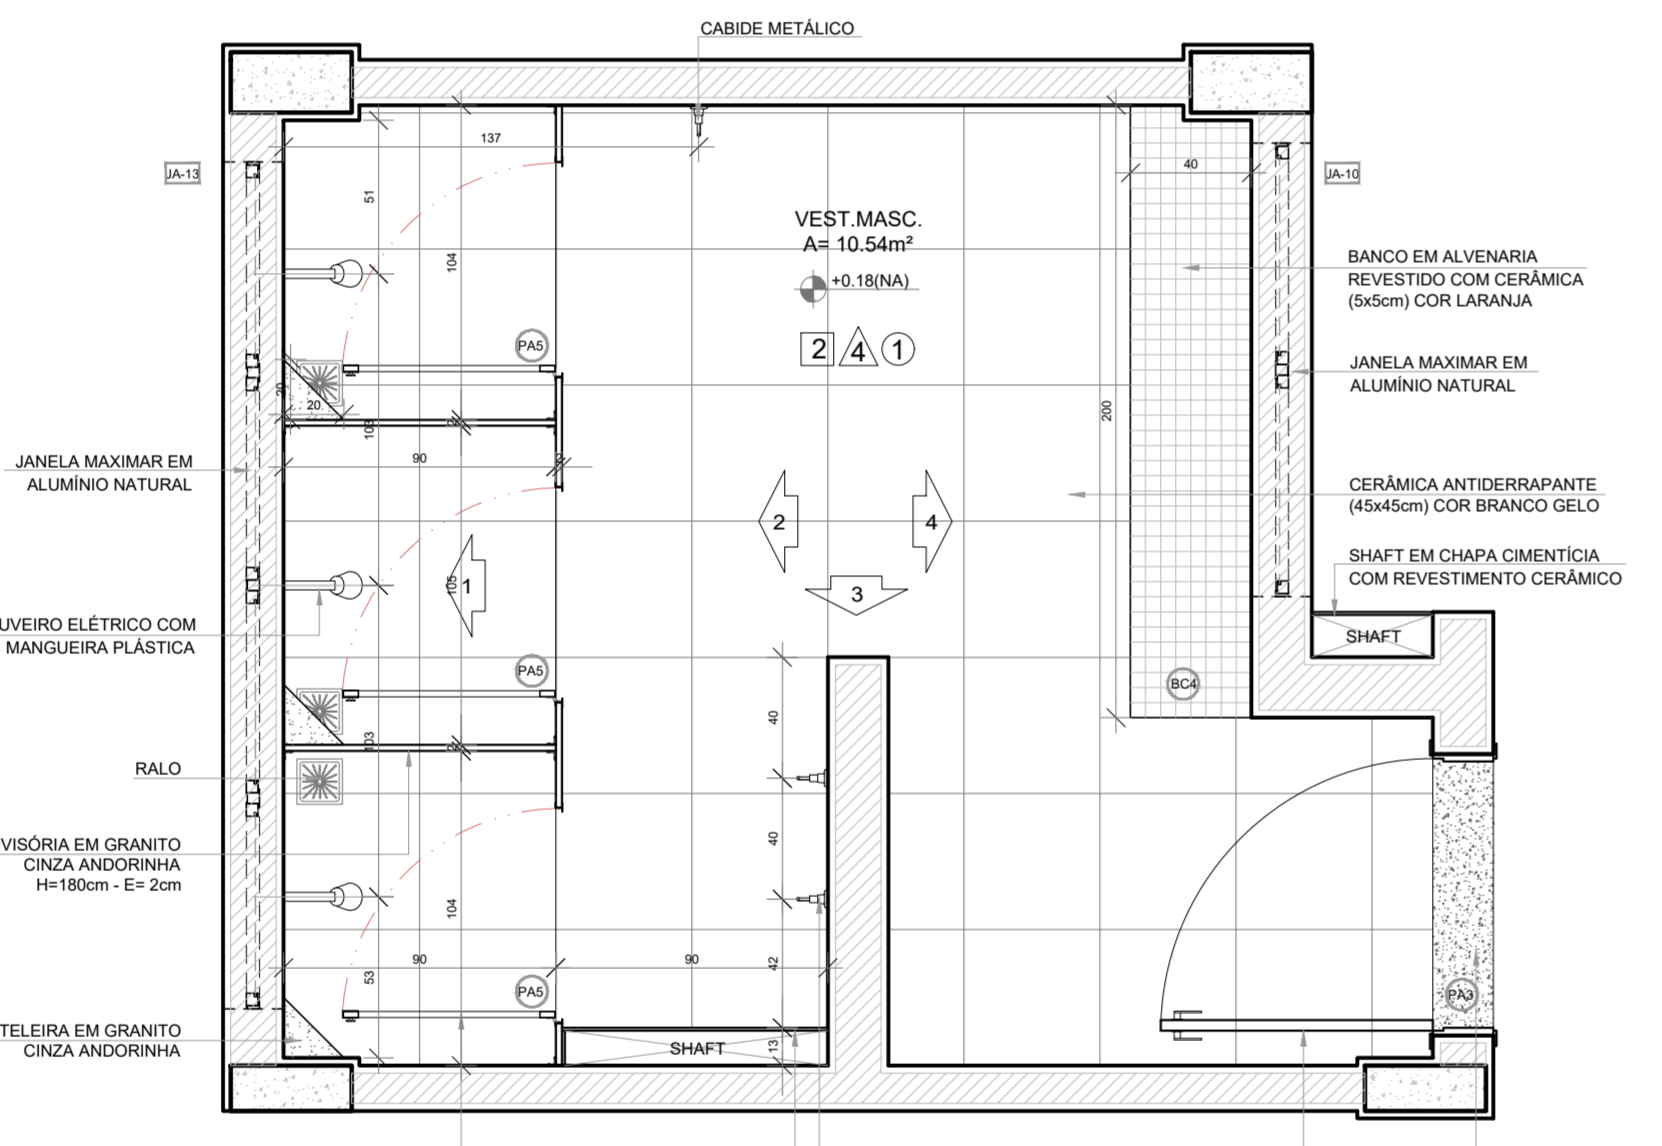 CABIDE METÁLICO
JA-13
137
40
JA-10
51
VEST.MASC.
A= 10.54m²
+0.18(NA)
104
BANCO EM ALVENARIA
REVESTIDO COM CERÂMICA
(5x5cm) COR LARANJA
PA5
2 4 1
JANELA MAXIMAR EM
ALUMÍNIO NATURAL
20
20
200
103
2
90
2
JANELA MAXIMAR EM
ALUMÍNIO NATURAL
CERÂMICA ANTIDERRAPANTE
(45x45cm) COR BRANCO GELO
2
4
SHAFT EM CHAPA CIMENTÍCIA
COM REVESTIMENTO CERÂMICO
105
1
3
UVEIRO ELÉTRICO COM
MANGUEIRA PLÁSTICA
SHAFT
PA5
BC4
40
103
2
RALO
40
VISÓRIA EM GRANITO
CINZA ANDORINHA
H=180cm - E= 2cm
104
90
90
42
53
PA5
PA3
TELEIRA EM GRANITO
CINZA ANDORINHA
SHAFT
13